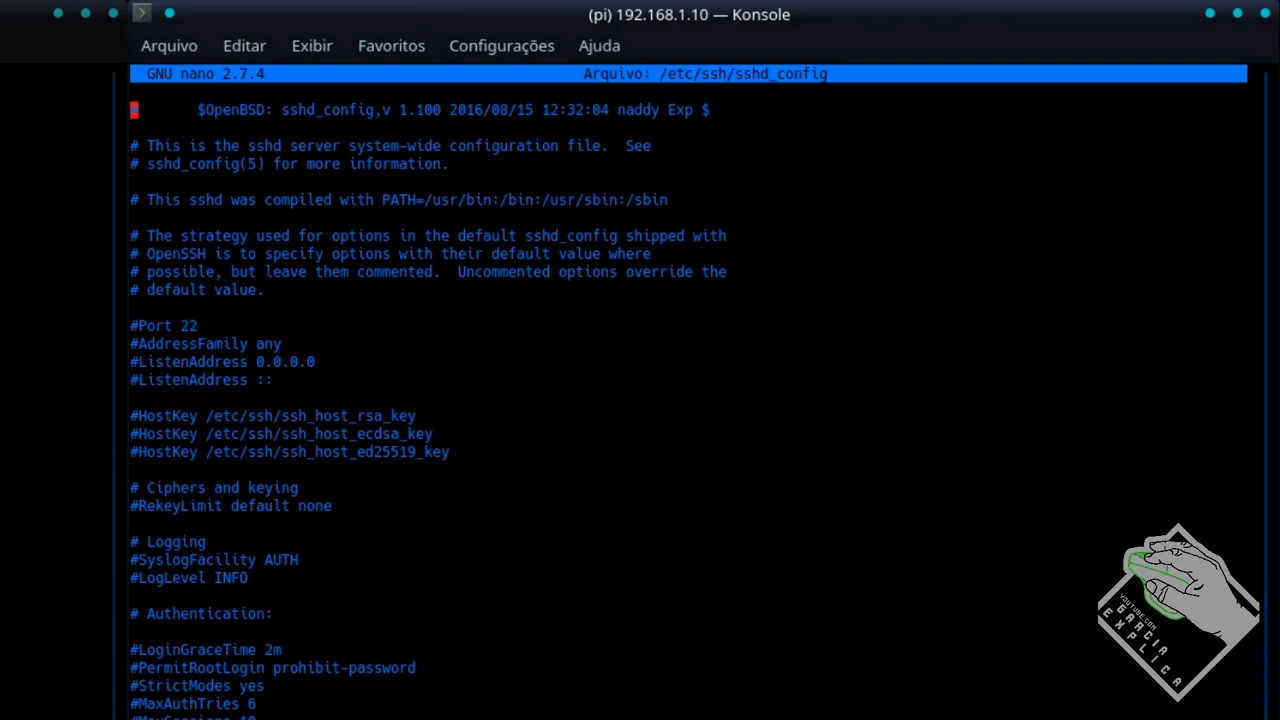 (pi) 192.168.1.10 — Konsole
Arquivo Editar Exibir Favoritos Configurações Ajuda
GNU nano 2.7.4 Arquivo: /etc/ssh/sshd_config
# $OpenBSD: sshd_config,v 1.100 2016/08/15 12:32:04 naddy Exp $
# This is the sshd server system-wide configuration file. See
# sshd_config(5) for more information.
# This sshd was compiled with PATH=/usr/bin:/bin:/usr/sbin:/sbin
# The strategy used for options in the default sshd_config shipped with
# OpenSSH is to specify options with their default value where
# possible, but leave them commented. Uncommented options override the
# default value.
#Port 22
#AddressFamily any
#ListenAddress 0.0.0.0
#ListenAddress ::
#HostKey /etc/ssh/ssh_host_rsa_key
#HostKey /etc/ssh/ssh_host_ecdsa_key
#HostKey /etc/ssh/ssh_host_ed25519_key
# Ciphers and keying
#RekeyLimit default none
# Logging
#SyslogFacility AUTH
#LogLevel INFO
# Authentication:
#LoginGraceTime 2m
#PermitRootLogin prohibit-password
#StrictModes yes
#MaxAuthTries 6
#MaxSessions 10
YOUTUBE.COM
GARCIA
EXPLICA